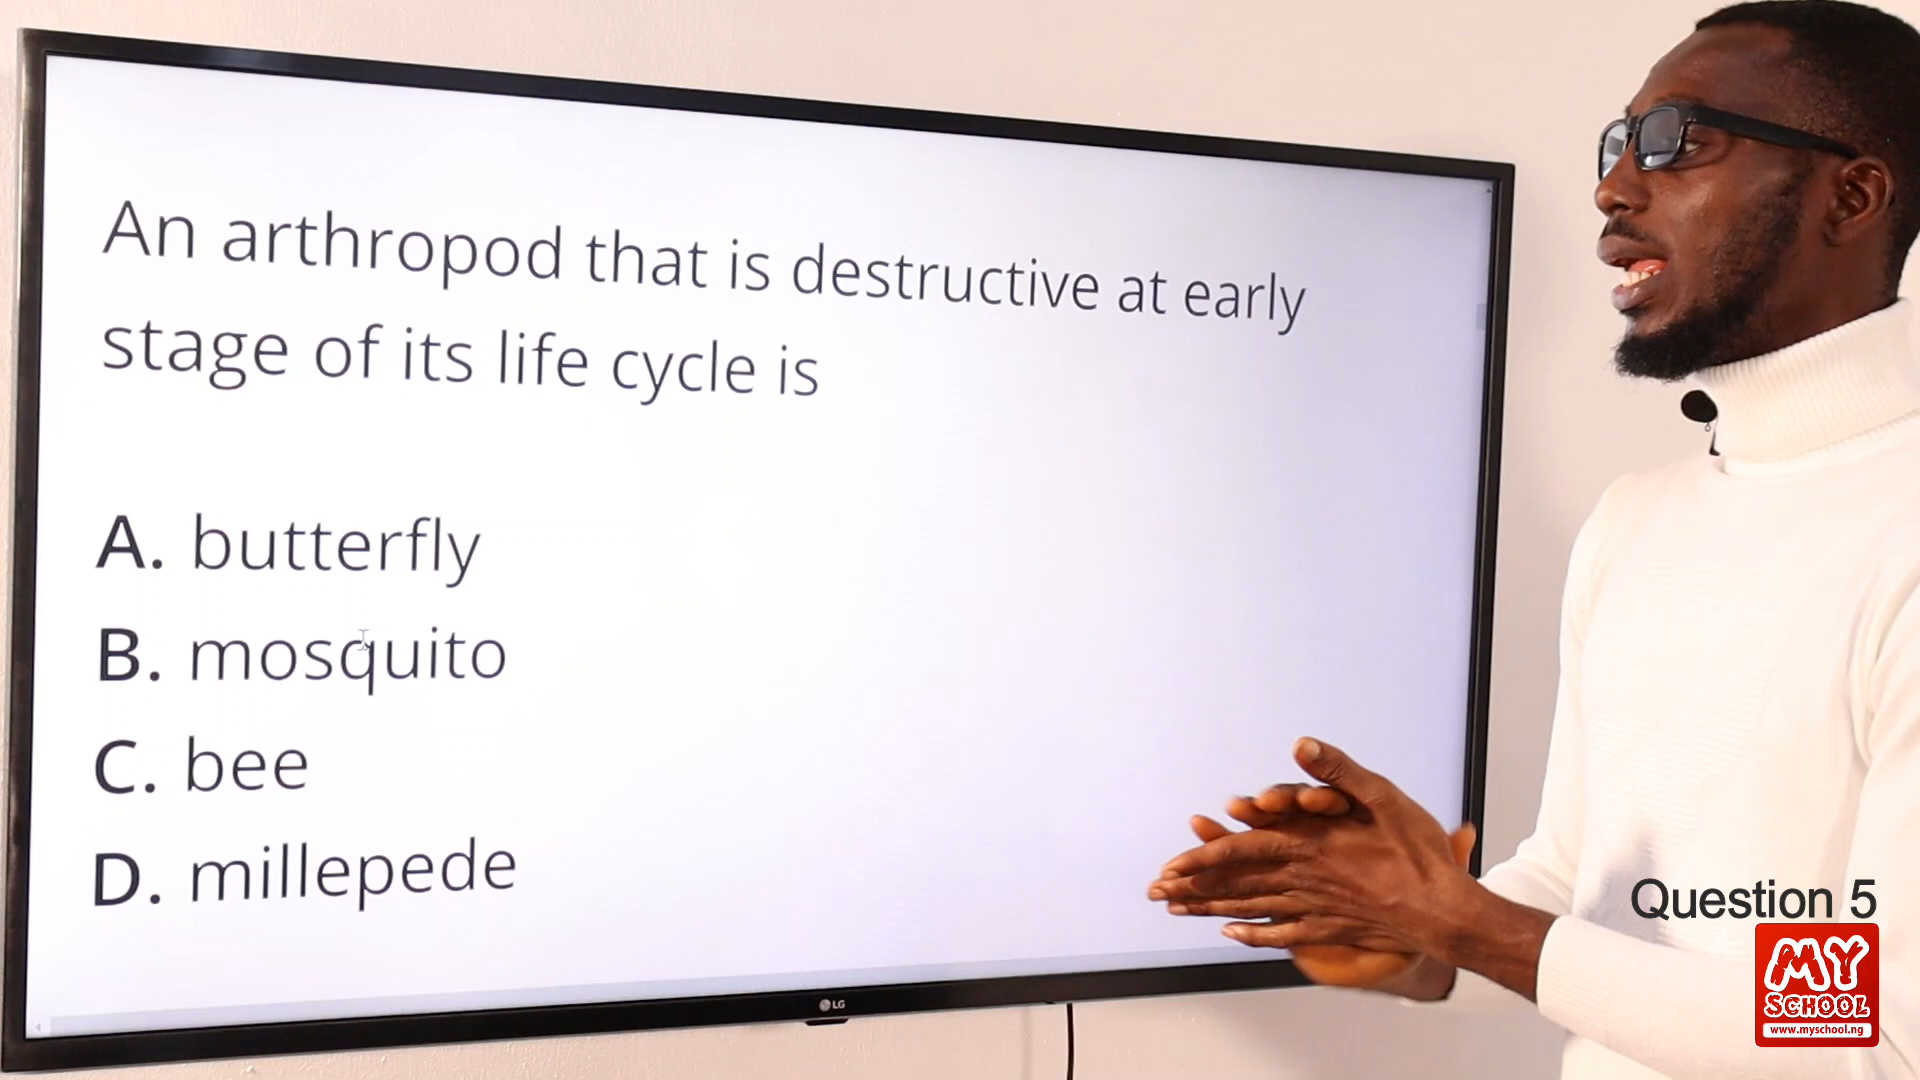 An arthropod that is destructive at early
stage of its life cycle is
A. butterfly
B. mosquito
C. bee
D. millepede
LG
Question 5
MY
SCHOOL
www.myschool.ng